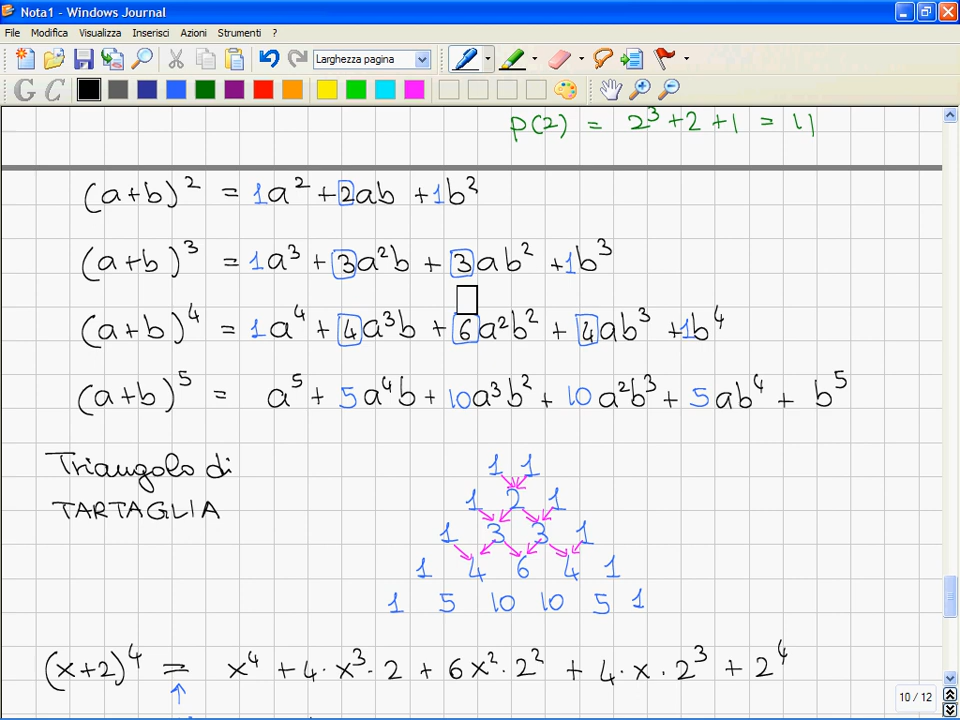 Nota1 - Windows Journal
File Modifica Visualizza Inserisci Azioni Strumenti ?
Larghezza pagina
G C
p(2) = 2³ + 2 + 1 = 11
(a+b)² = 1a² + 2ab + 1b²
(a+b)³ = 1a³ + 3a²b + 3ab² + 1b³
(a+b)⁴ = 1a⁴ + 4a³b + 6a²b² + 4ab³ + 1b⁴
(a+b)⁵ = a⁵ + 5a⁴b + 10a³b² + 10a²b³ + 5ab⁴ + b⁵
Triangolo di
TARTAGLIA
1 1
1 2 1
1 3 3 1
1 4 6 4 1
1 5 10 10 5 1
(x+2)⁴ = x⁴ + 4·x³·2 + 6x²·2² + 4·x·2³ + 2⁴
10 / 12